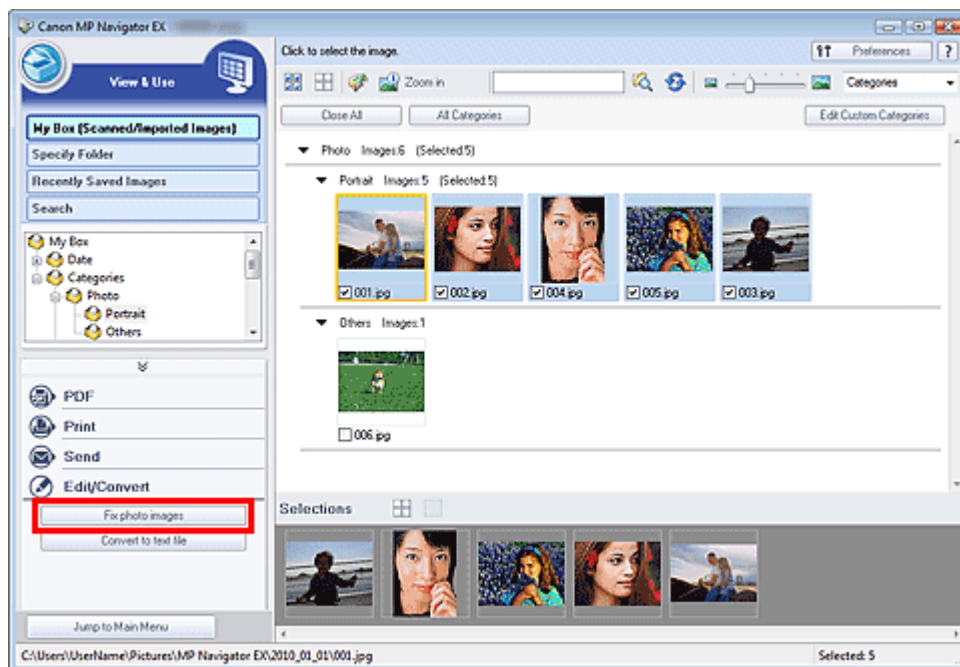 Canon MP Navigator EX
View & Use
My Box (Scanned/Imported Images)
Specify Folder
Recently Saved Images
Search
My Box
Date
Categories
Photo
Portrait
Others
PDF
Print
Send
Edit/Convert
Fix photo images
Convert to text file
Jump to Main Menu
Click to select the image.
Preferences
?
Zoom in
Categories
Close All
All Categories
Edit Custom Categories
Photo Images:6 (Selected:5)
Portrait Images:5 (Selected:5)
001.jpg
002.jpg
004.jpg
005.jpg
003.jpg
Others Images:1
006.jpg
Selections
C:\Users\UserName\Pictures\MP Navigator EX\2010_01_01\001.jpg
Selected: 5